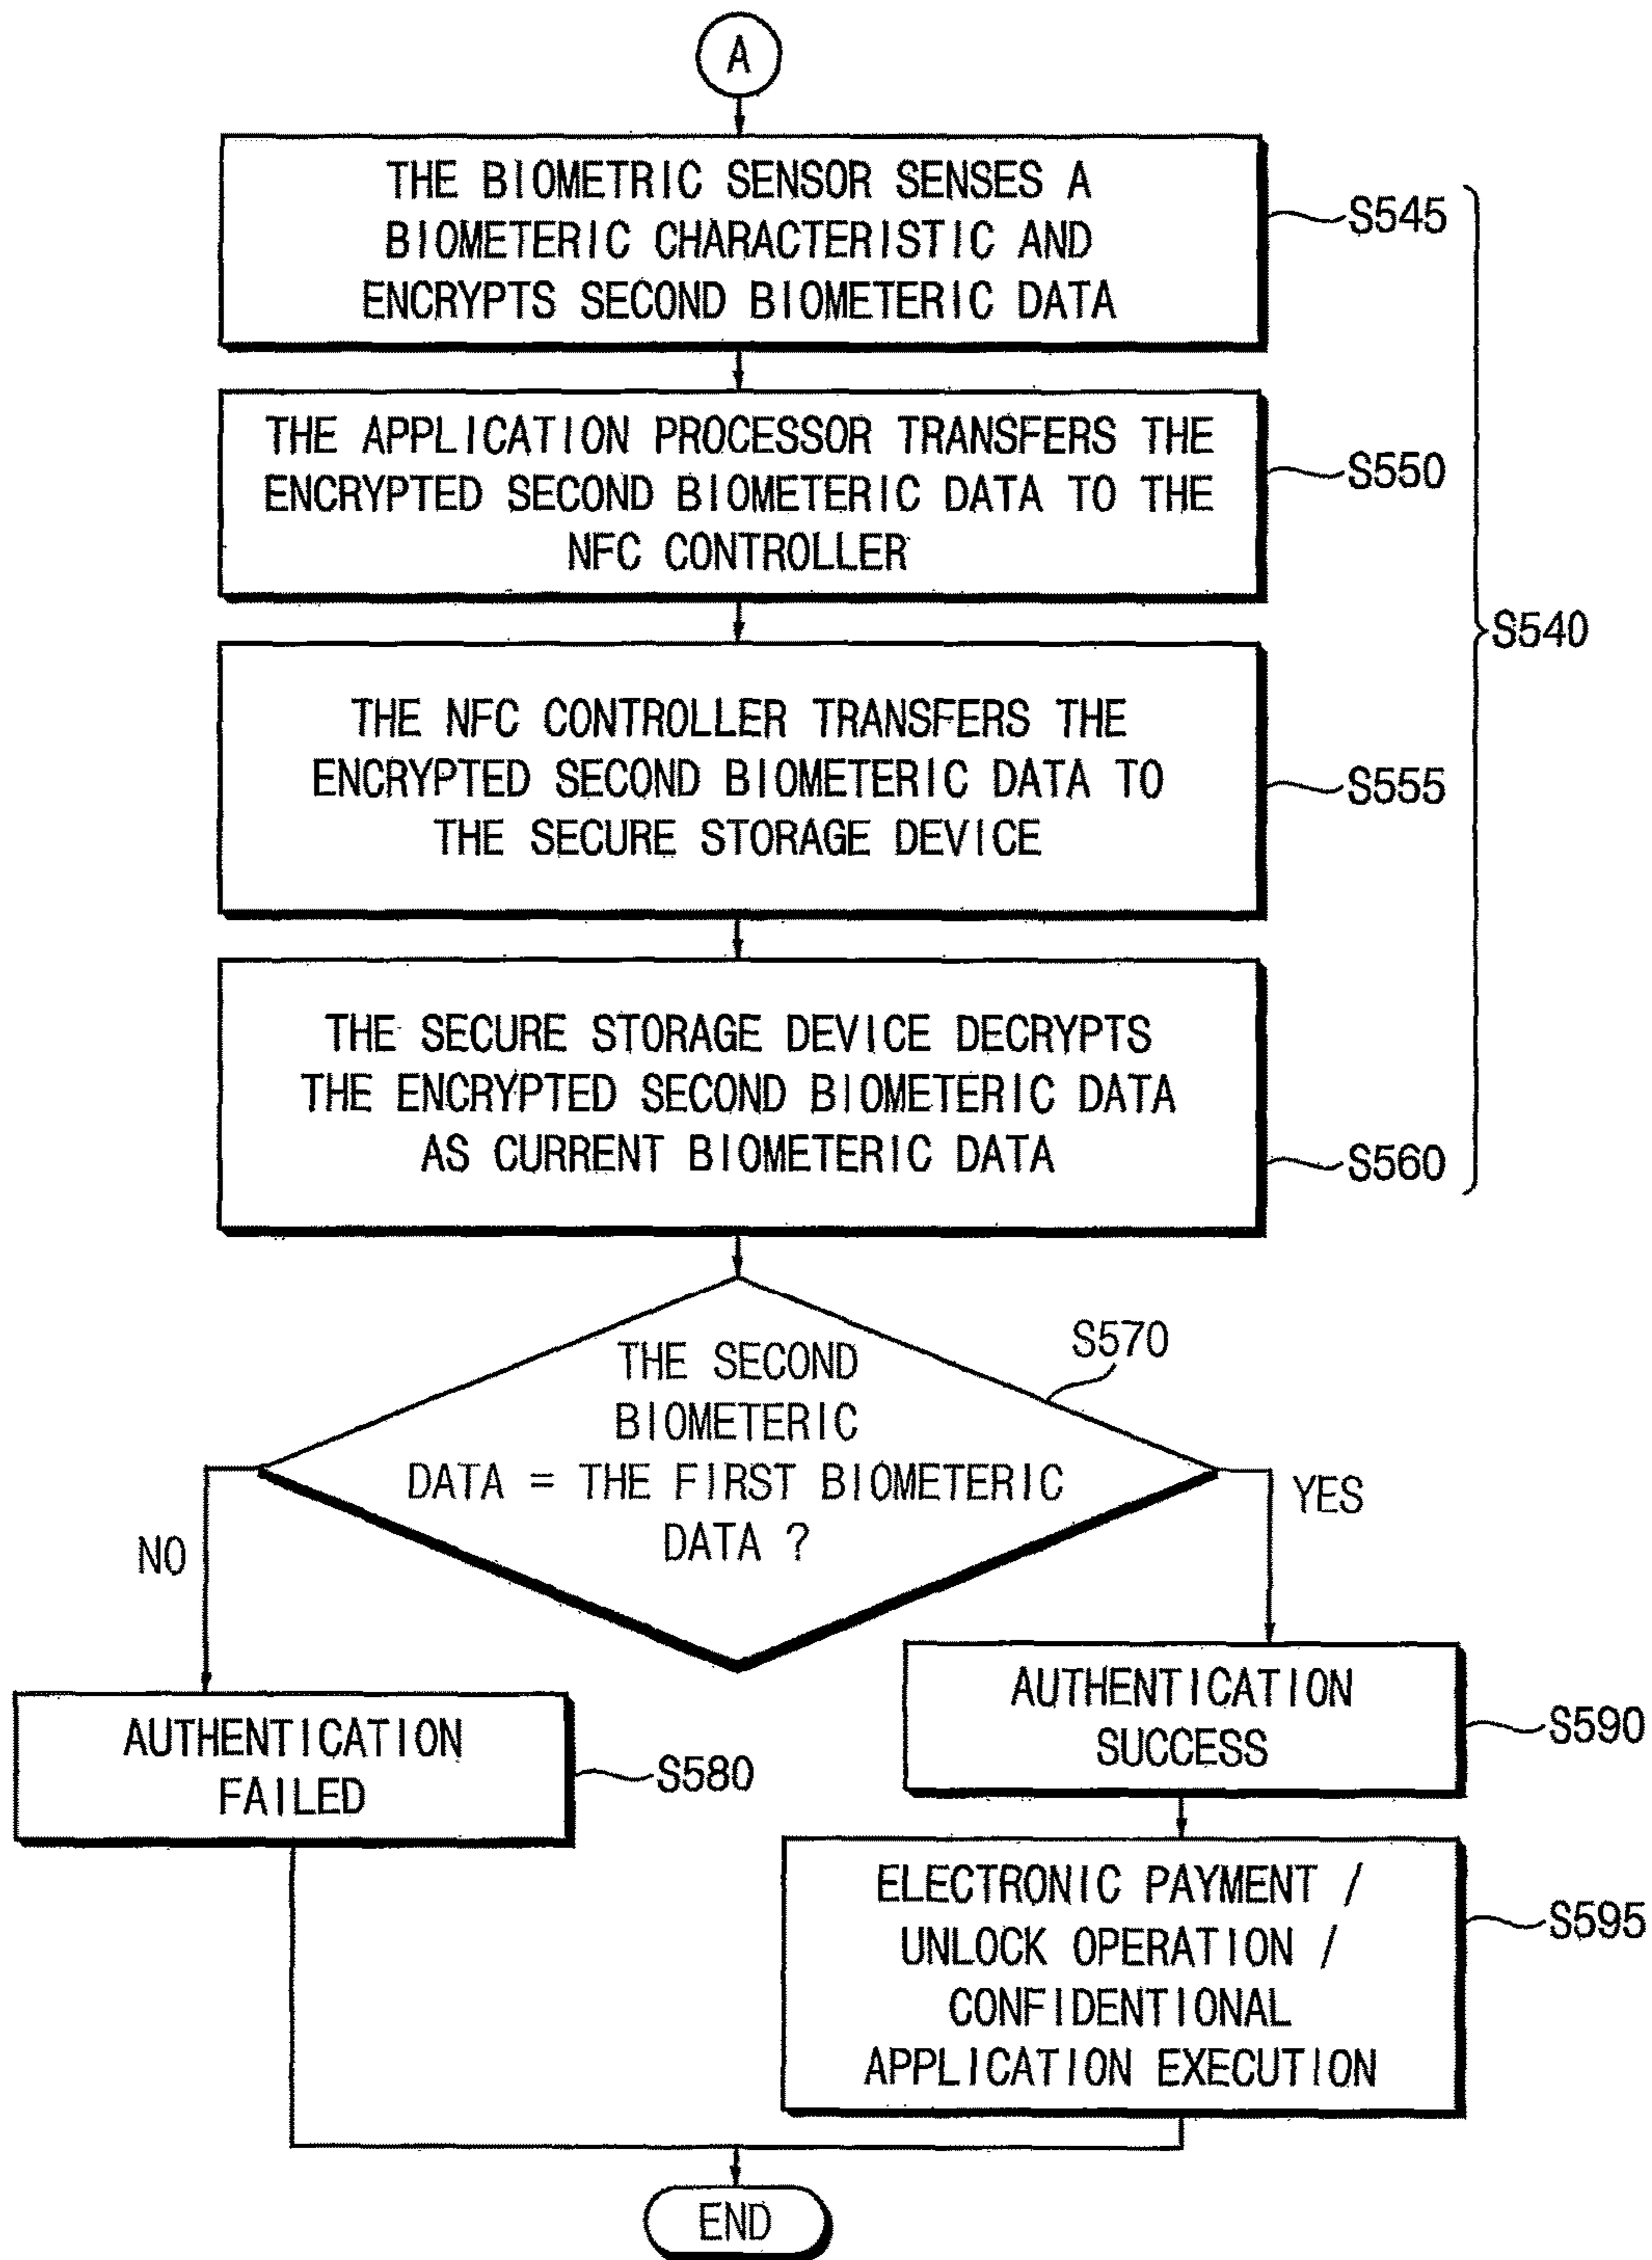 A
THE BIOMETRIC SENSOR SENSES A
BIOMETERIC CHARACTERISTIC AND
ENCRYPTS SECOND BIOMETERIC DATA
S545
THE APPLICATION PROCESSOR TRANSFERS THE
ENCRYPTED SECOND BIOMETERIC DATA TO THE
NFC CONTROLLER
S550
S540
THE NFC CONTROLLER TRANSFERS THE
ENCRYPTED SECOND BIOMETERIC DATA TO
THE SECURE STORAGE DEVICE
S555
THE SECURE STORAGE DEVICE DECRYPTS
THE ENCRYPTED SECOND BIOMETERIC DATA
AS CURRENT BIOMETERIC DATA
S560
THE SECOND
BIOMETERIC
DATA = THE FIRST BIOMETERIC
DATA ?
S570
NO
YES
AUTHENTICATION
FAILED
S580
AUTHENTICATION
SUCCESS
S590
ELECTRONIC PAYMENT /
UNLOCK OPERATION /
CONFIDENTIONAL
APPLICATION EXECUTION
S595
END